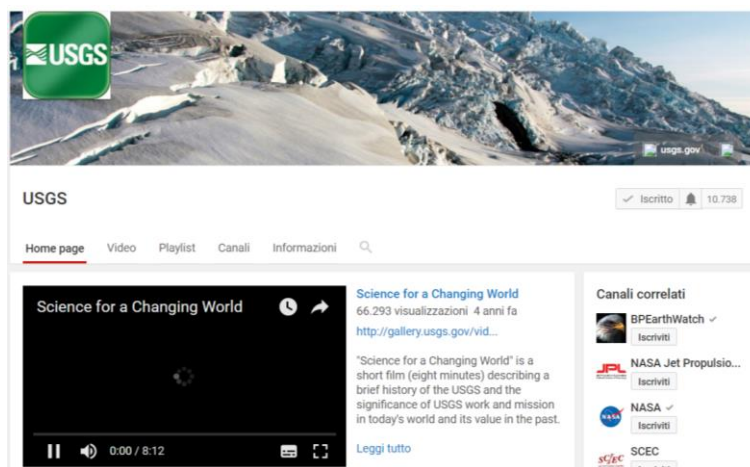 USGS
usgs.gov
USGS
Iscritto 10.738
Home page Video Playlist Canali Informazioni
Science for a Changing World
0:00 / 8:12
Science for a Changing World
66.293 visualizzazioni 4 anni fa
http://gallery.usgs.gov/vid...
"Science for a Changing World" is a
short film (eight minutes) describing a
brief history of the USGS and the
significance of USGS work and mission
in today's world and its value in the past.
Leggi tutto
Canali correlati
BPEarthWatch
Iscriviti
JPL
NASA Jet Propulsio...
Iscriviti
NASA
NASA
Iscriviti
SC/EC
SCEC